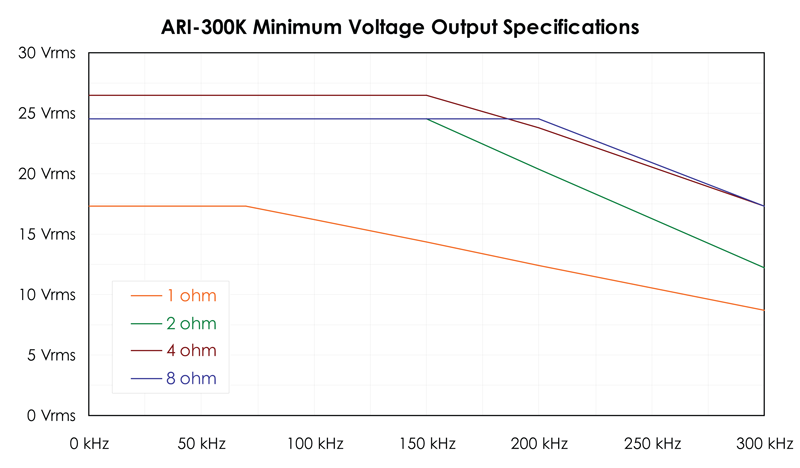 ARI-300K Minimum Voltage Output Specifications
30 Vrms
25 Vrms
20 Vrms
15 Vrms
10 Vrms
5 Vrms
0 Vrms
1 ohm
2 ohm
4 ohm
8 ohm
0 kHz 50 kHz 100 kHz 150 kHz 200 kHz 250 kHz 300 kHz